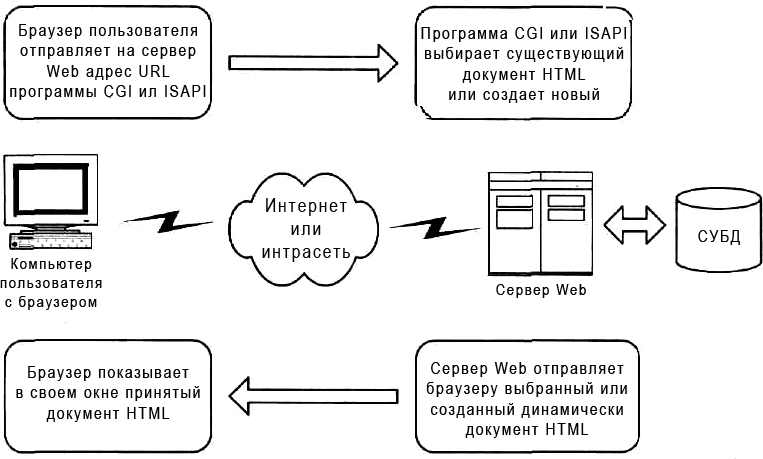 Браузер пользователя
отправляет на сервер
Web адрес URL
программы CGI ил ISAPI
Программа CGI или ISAPI
выбирает существующий
документ HTML
или создает новый
Компьютер
пользователя
с браузером
Интернет
или
интрасеть
Сервер Web
СУБД
Браузер показывает
в своем окне принятый
документ HTML
Сервер Web отправляет
браузеру выбранный или
созданный динамически
документ HTML